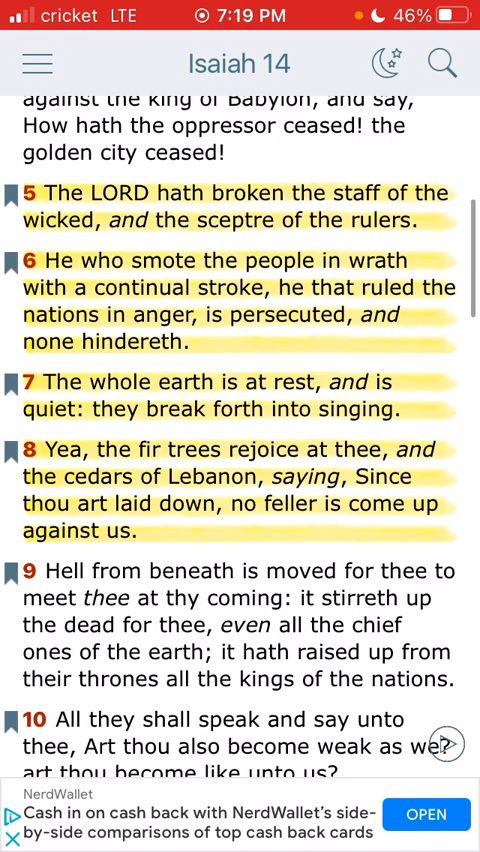 cricket LTE 7:19 PM 46%
Isaiah 14
against the king of Babylon, and say,
How hath the oppressor ceased! the
golden city ceased!
5 The LORD hath broken the staff of the
wicked, and the sceptre of the rulers.
6 He who smote the people in wrath
with a continual stroke, he that ruled the
nations in anger, is persecuted, and
none hindereth.
7 The whole earth is at rest, and is
quiet: they break forth into singing.
8 Yea, the fir trees rejoice at thee, and
the cedars of Lebanon, saying, Since
thou art laid down, no feller is come up
against us.
9 Hell from beneath is moved for thee to
meet thee at thy coming: it stirreth up
the dead for thee, even all the chief
ones of the earth; it hath raised up from
their thrones all the kings of the nations.
10 All they shall speak and say unto
thee, Art thou also become weak as we?
art thou become like unto us?
NerdWallet
Cash in on cash back with NerdWallet's side-
by-side comparisons of top cash back cards
OPEN